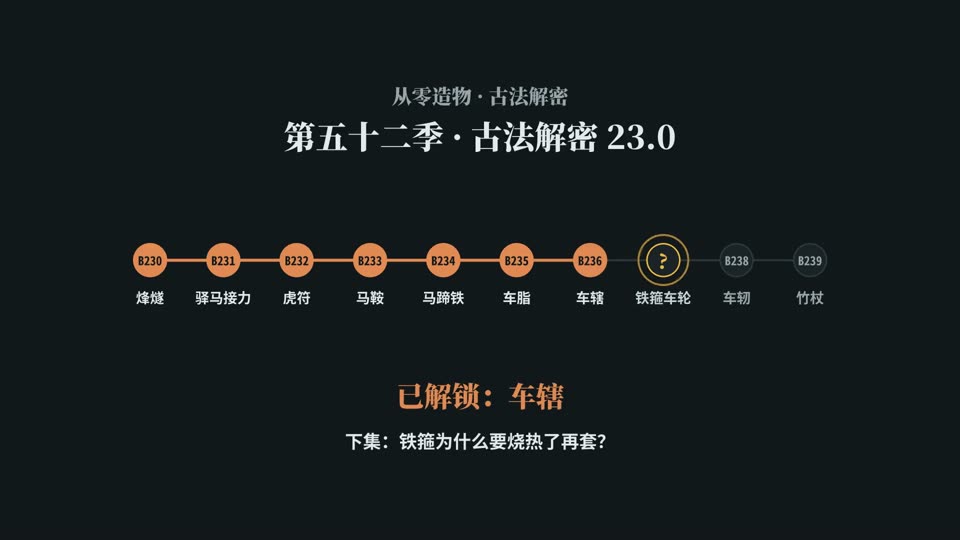 从零造物 · 古法解密
第五十二季 · 古法解密 23.0
B230 B231 B232 B233 B234 B235 B236 ? B238 B239
烽燧 驿马接力 虎符 马鞍 马蹄铁 车脂 车辖 铁箍车轮 车轫 竹杖
已解锁：车辖
下集：铁箍为什么要烧热了再套？